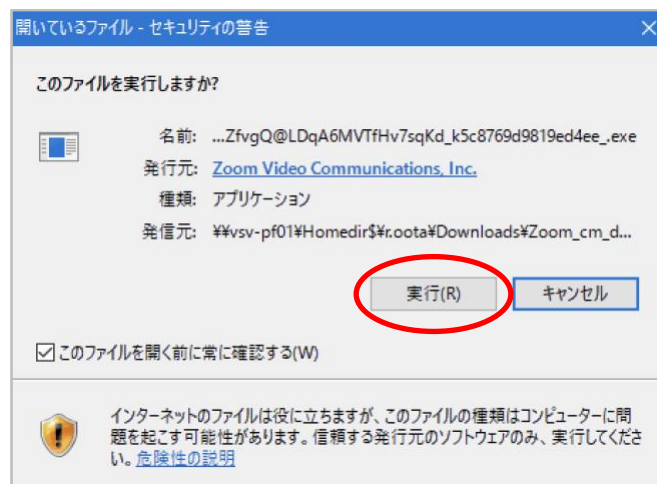 開いているファイル - セキュリティの警告
このファイルを実行しますか?
名前: ...ZfvgQ@LDqA6MVTfHv7sqKd_k5c8769d9819ed4ee_.exe
発行元: Zoom Video Communications, Inc.
種類: アプリケーション
発信元: ¥¥vsv-pf01¥Homedir$¥r.oota¥Downloads¥Zoom_cm_d...
実行(R) キャンセル
このファイルを開く前に常に確認する(W)
インターネットのファイルは役に立ちますが、このファイルの種類はコンピューターに問
題を起こす可能性があります。信頼する発行元のソフトウェアのみ、実行してくださ
い。危険性の説明